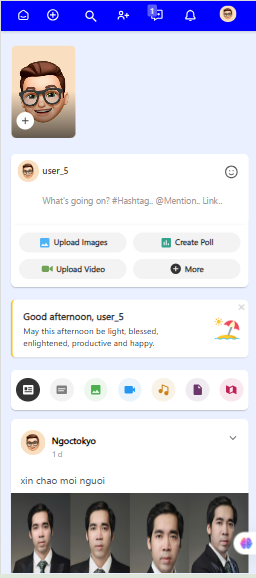 1
user_5
What's going on? #Hashtag.. @Mention.. Link..
Upload Images
Create Poll
Upload Video
More
Good afternoon, user_5
May this afternoon be light, blessed,
enlightened, productive and happy.
Ngoctokyo
1 d
xin chao moi nguoi